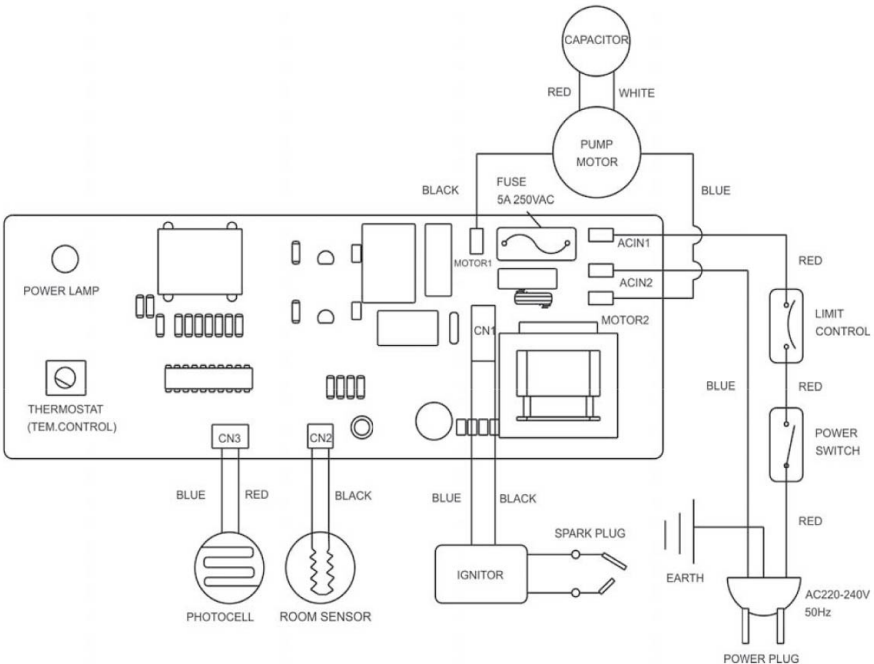 CAPACITOR
RED
WHITE
PUMP
MOTOR
BLACK
FUSE
5A 250VAC
BLUE
ACIN1
MOTOR1
RED
POWER LAMP
ACIN2
MOTOR2
CN1
LIMIT
CONTROL
BLUE
RED
THERMOSTAT
(TEM.CONTROL)
CN3
CN2
POWER
SWITCH
BLUE
RED
BLACK
BLUE
BLACK
RED
SPARK PLUG
IGNITOR
EARTH
PHOTOCELL
ROOM SENSOR
AC220-240V
50Hz
POWER PLUG